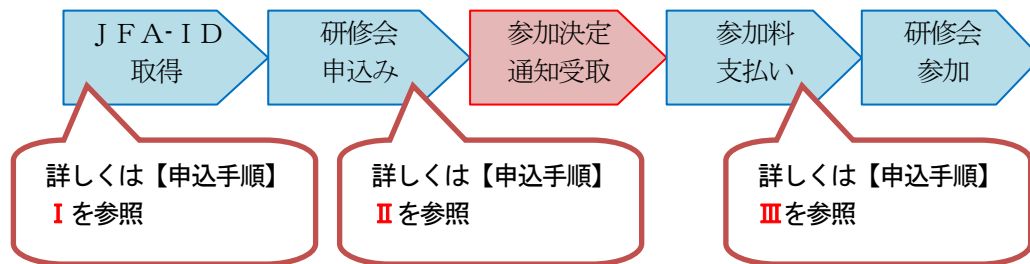 ＪＦＡ-ＩＤ
取得
研修会
申込み
参加決定
通知受取
参加料
支払い
研修会
参加
詳しくは【申込手順】
Ⅰを参照
詳しくは【申込手順】
Ⅱを参照
詳しくは【申込手順】
Ⅲを参照